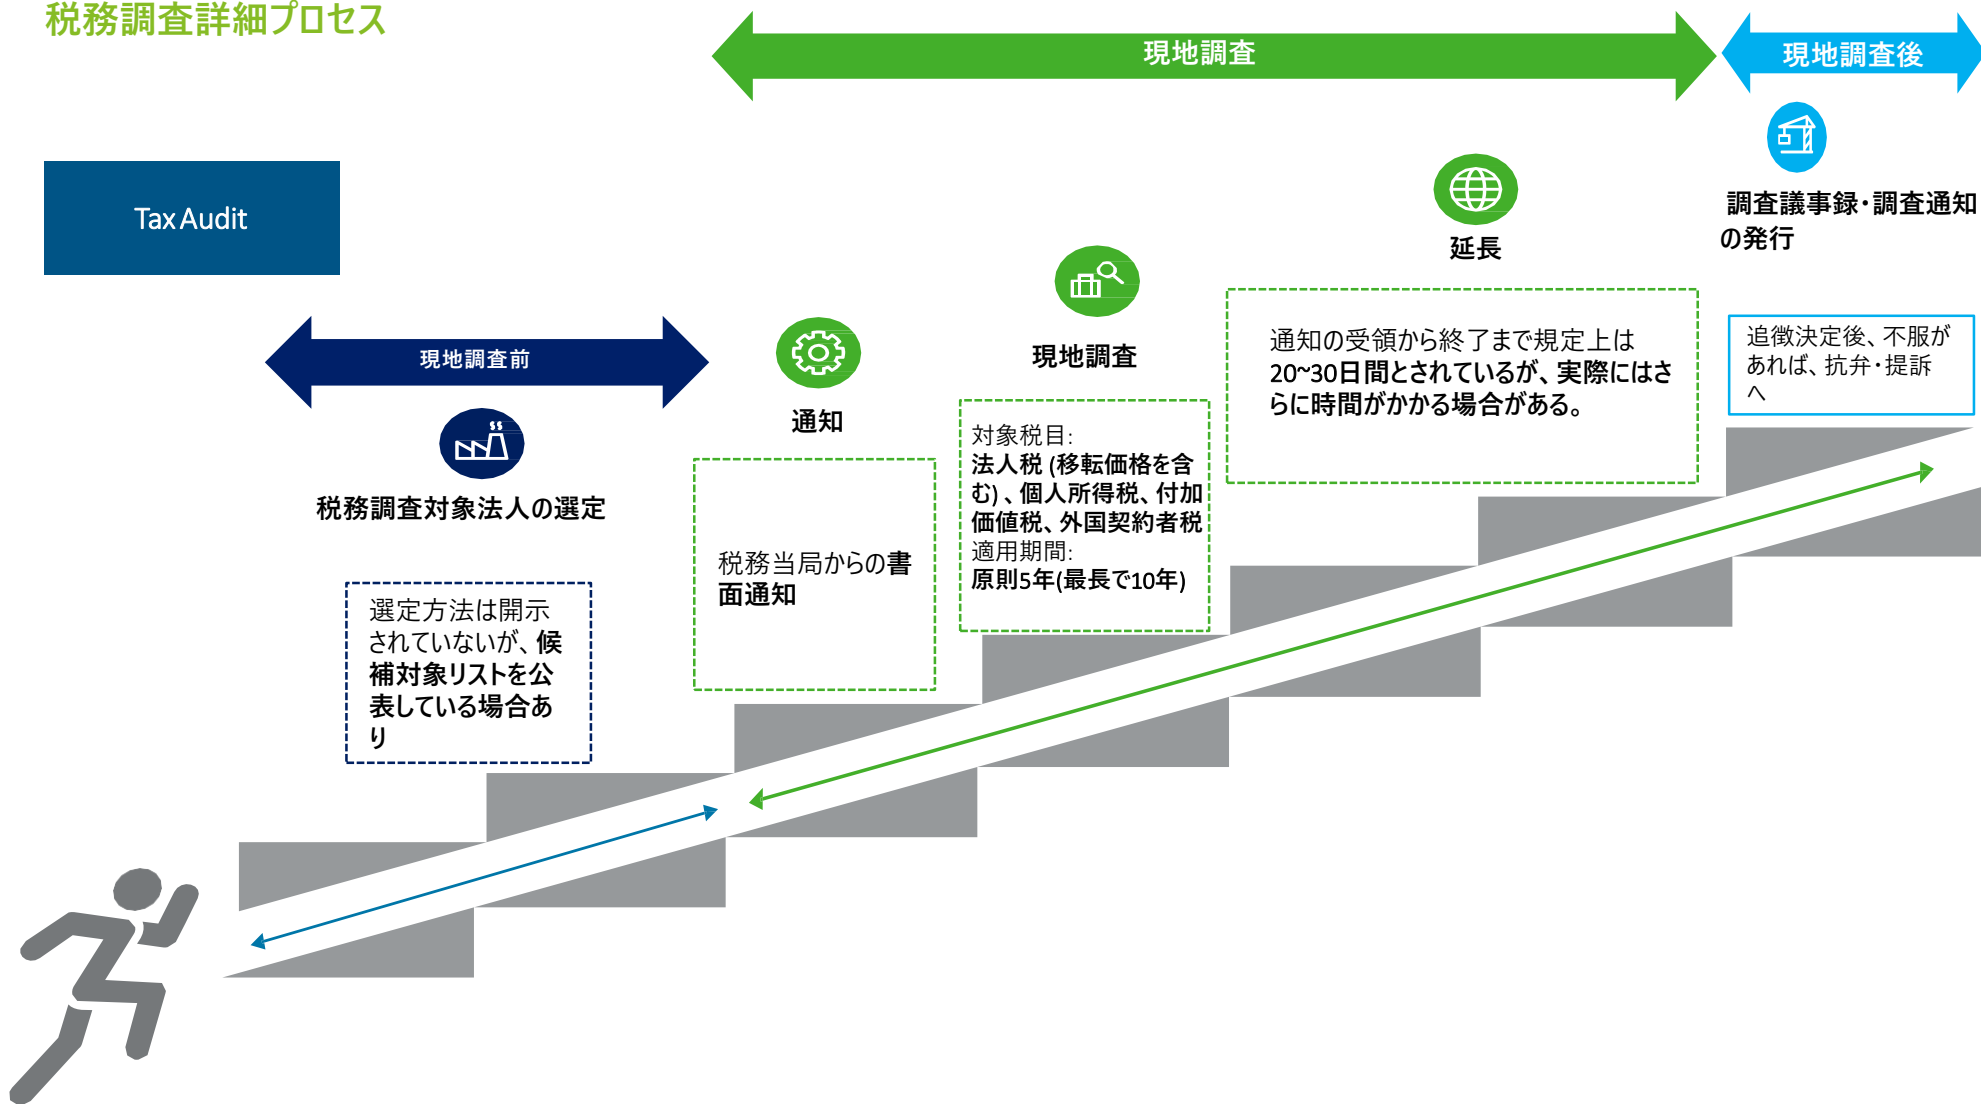 税務調査詳細プロセス
現地調査
現地調査後
Tax Audit
現地調査前
税務調査対象法人の選定
選定方法は開示
されていないが、候
補対象リストを公
表している場合あ
り
通知
税務当局からの書
面通知
現地調査
対象税目:
法人税 (移転価格を含
む) 、個人所得税、付加
価値税、外国契約者税
適用期間:
原則5年(最長で10年)
延長
通知の受領から終了まで規定上は
20~30日間とされているが、実際にはさ
らに時間がかかる場合がある。
調査議事録・調査通知
の発行
追徴決定後、不服が
あれば、抗弁・提訴
へ